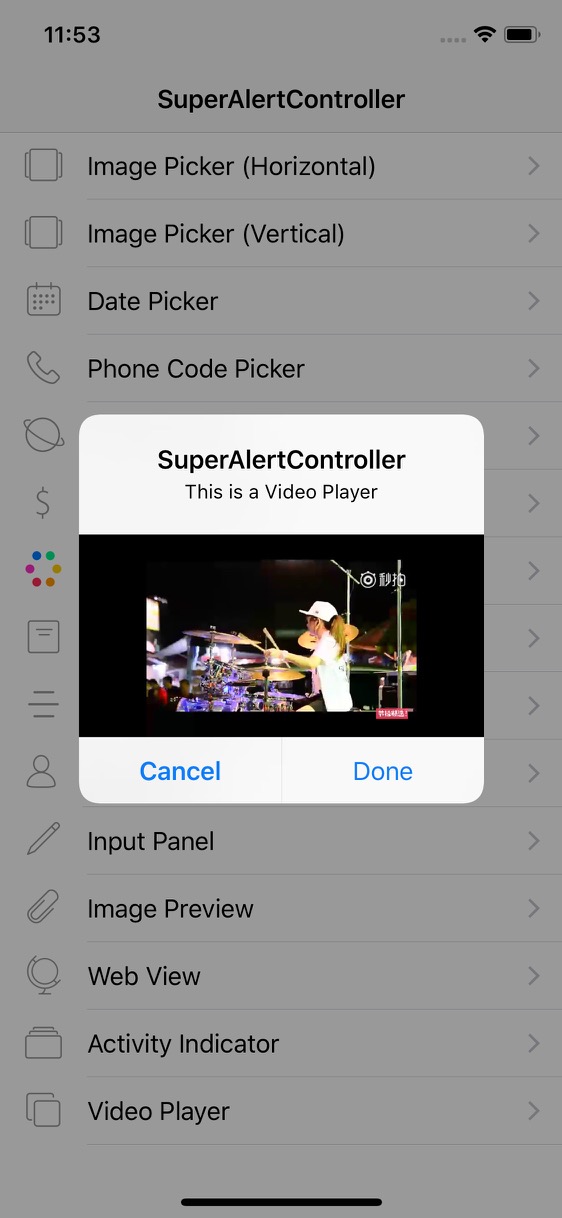 11:53
SuperAlertController
Image Picker (Horizontal)
Image Picker (Vertical)
Date Picker
Phone Code Picker
SuperAlertController
This is a Video Player
秒拍
Cancel
Done
Input Panel
Image Preview
Web View
Activity Indicator
Video Player